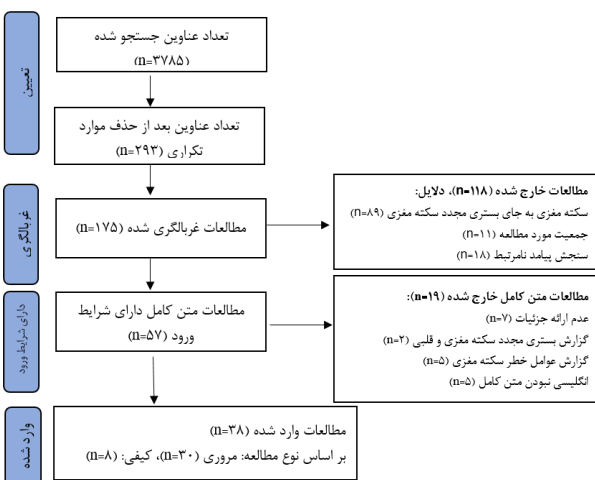 تعیین
تعداد عناوین جستجو شده
(n=۳۷۸۵)
تعداد عناوین بعد از حذف موارد
تکراری (n=۲۹۳)
غربالگری
مطالعات غربالگری شده (n=۱۷۵)
مطالعات خارج شده (n=۱۱۸)، دلایل:
سکته مغزی به جای بستری مجدد سکته مغزی (n=۸۹)
جمعیت مورد مطالعه (n=۱۱)
سنجش پیامد نامرتبط (n=۱۸)
دارای شرایط ورود
مطالعات متن کامل دارای شرایط
ورود (n=۵۷)
مطالعات متن کامل خارج شده (n=۱۹):
عدم ارائه جزئیات (n=۷)
گزارش بستری مجدد سکته مغزی و قلبی (n=۲)
گزارش عوامل خطر سکته مغزی (n=۵)
انگلیسی نبودن متن کامل (n=۵)
وارد شده
مطالعات وارد شده (n=۳۸)
بر اساس نوع مطالعه: مروری (n=۳۰)، کیفی: (n=۸)